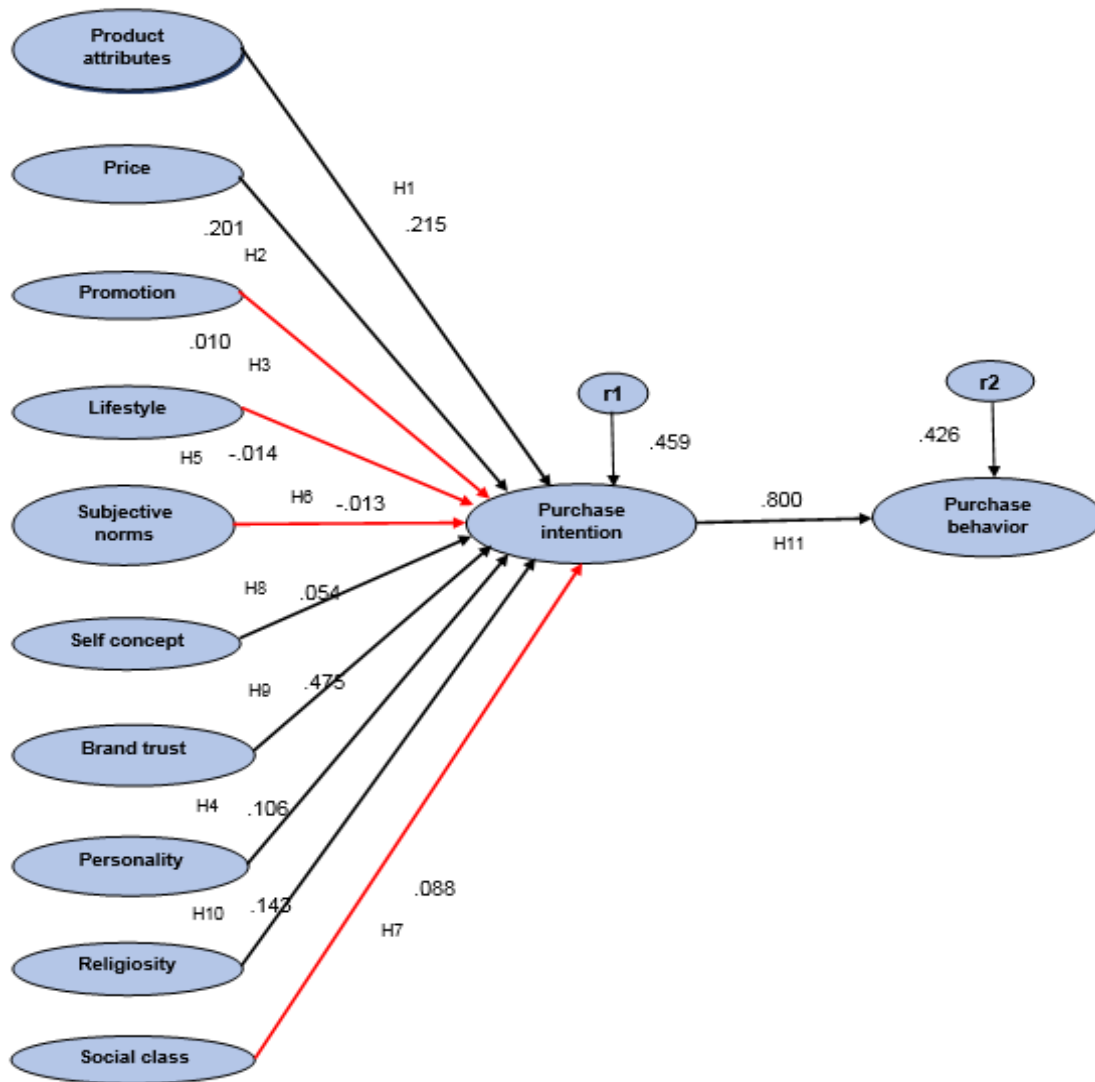 Product
attributes
Price
H1
.215
.201
H2
Promotion
.010
H3
Lifestyle
r1
r2
H5
-.014
.459
.426
Subjective
norms
H6
-.013
Purchase
intention
.800
H11
Purchase
behavior
H8
.054
Self concept
H9
.475
Brand trust
H4
.106
Personality
.088
H10
.143
H7
Religiosity
Social class